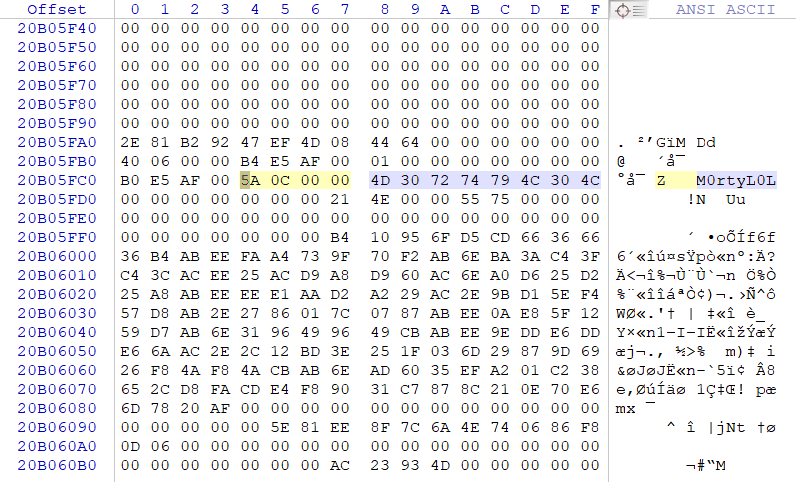 Offset 0 1 2 3 4 5 6 7 8 9 A B C D E F ANSI ASCII
20B05F40 00 00 00 00 00 00 00 00 00 00 00 00 00 00 00 00
20B05F50 00 00 00 00 00 00 00 00 00 00 00 00 00 00 00 00
20B05F60 00 00 00 00 00 00 00 00 00 00 00 00 00 00 00 00
20B05F70 00 00 00 00 00 00 00 00 00 00 00 00 00 00 00 00
20B05F80 00 00 00 00 00 00 00 00 00 00 00 00 00 00 00 00
20B05F90 00 00 00 00 00 00 00 00 00 00 00 00 00 00 00 00
20B05FA0 2E 81 B2 92 47 EF 4D 08 44 64 00 00 00 00 00 00 . ²’GïM Dd
20B05FB0 40 06 00 00 B4 E5 AF 00 01 00 00 00 00 00 00 00 @ ´å¯
20B05FC0 B0 E5 AF 00 5A 0C 00 00 4D 30 72 74 79 4C 30 4C °å¯ Z M0rtyL0L
20B05FD0 00 00 00 00 00 00 00 21 4E 00 00 55 75 00 00 00 !N Uu
20B05FE0 00 00 00 00 00 00 00 00 00 00 00 00 00 00 00 00
20B05FF0 00 00 00 00 00 00 00 B4 10 95 6F D5 CD 66 36 66 ´ •oÕÍf6f
20B06000 36 B4 AB EE FA A4 73 9F 70 F2 AB 6E BA 3A C4 3F 6´«îú¤sŸpò«nº:Ä?
20B06010 C4 3C AC EE 25 AC D9 A8 D9 60 AC 6E A0 D6 25 D2 Ä<¬î%¬Ù¨Ù`¬n Ö%Ò
20B06020 25 A8 AB EE EE E1 AA D2 A2 29 AC 2E 9B D1 5E F4 %¨«îîáªÒ¢)¬.›Ñ^ô
20B06030 57 D8 AB 2E 27 86 01 7C 07 87 AB EE 0A E8 5F 12 WØ«.'† | ‡«î è_
20B06040 59 D7 AB 6E 31 96 49 96 49 CB AB EE 9E DD E6 DD Y×«n1–I–IË«îžÝæÝ
20B06050 E6 6A AC 2E 2C 12 BD 3E 25 1F 03 6D 29 87 9D 69 æj¬., ½>% m)‡ i
20B06060 26 F8 4A F8 4A CB AB 6E AD 60 35 EF A2 01 C2 38 &øJøJË«n-`5ï¢ Â8
20B06070 65 2C D8 FA CD E4 F8 90 31 C7 87 8C 21 0E 70 E6 e,ØúÍäø 1Ç‡Œ! pæ
20B06080 6D 78 20 AF 00 00 00 00 00 00 00 00 00 00 00 00 mx ¯
20B06090 00 00 00 00 00 5E 81 EE 8F 7C 6A 4E 74 06 86 F8 ^ î |jNt †ø
20B060A0 0D 06 00 00 00 00 00 00 00 00 00 00 00 00 00 00
20B060B0 00 00 00 00 00 00 00 AC 23 93 4D 00 00 00 00 00 ¬#“M